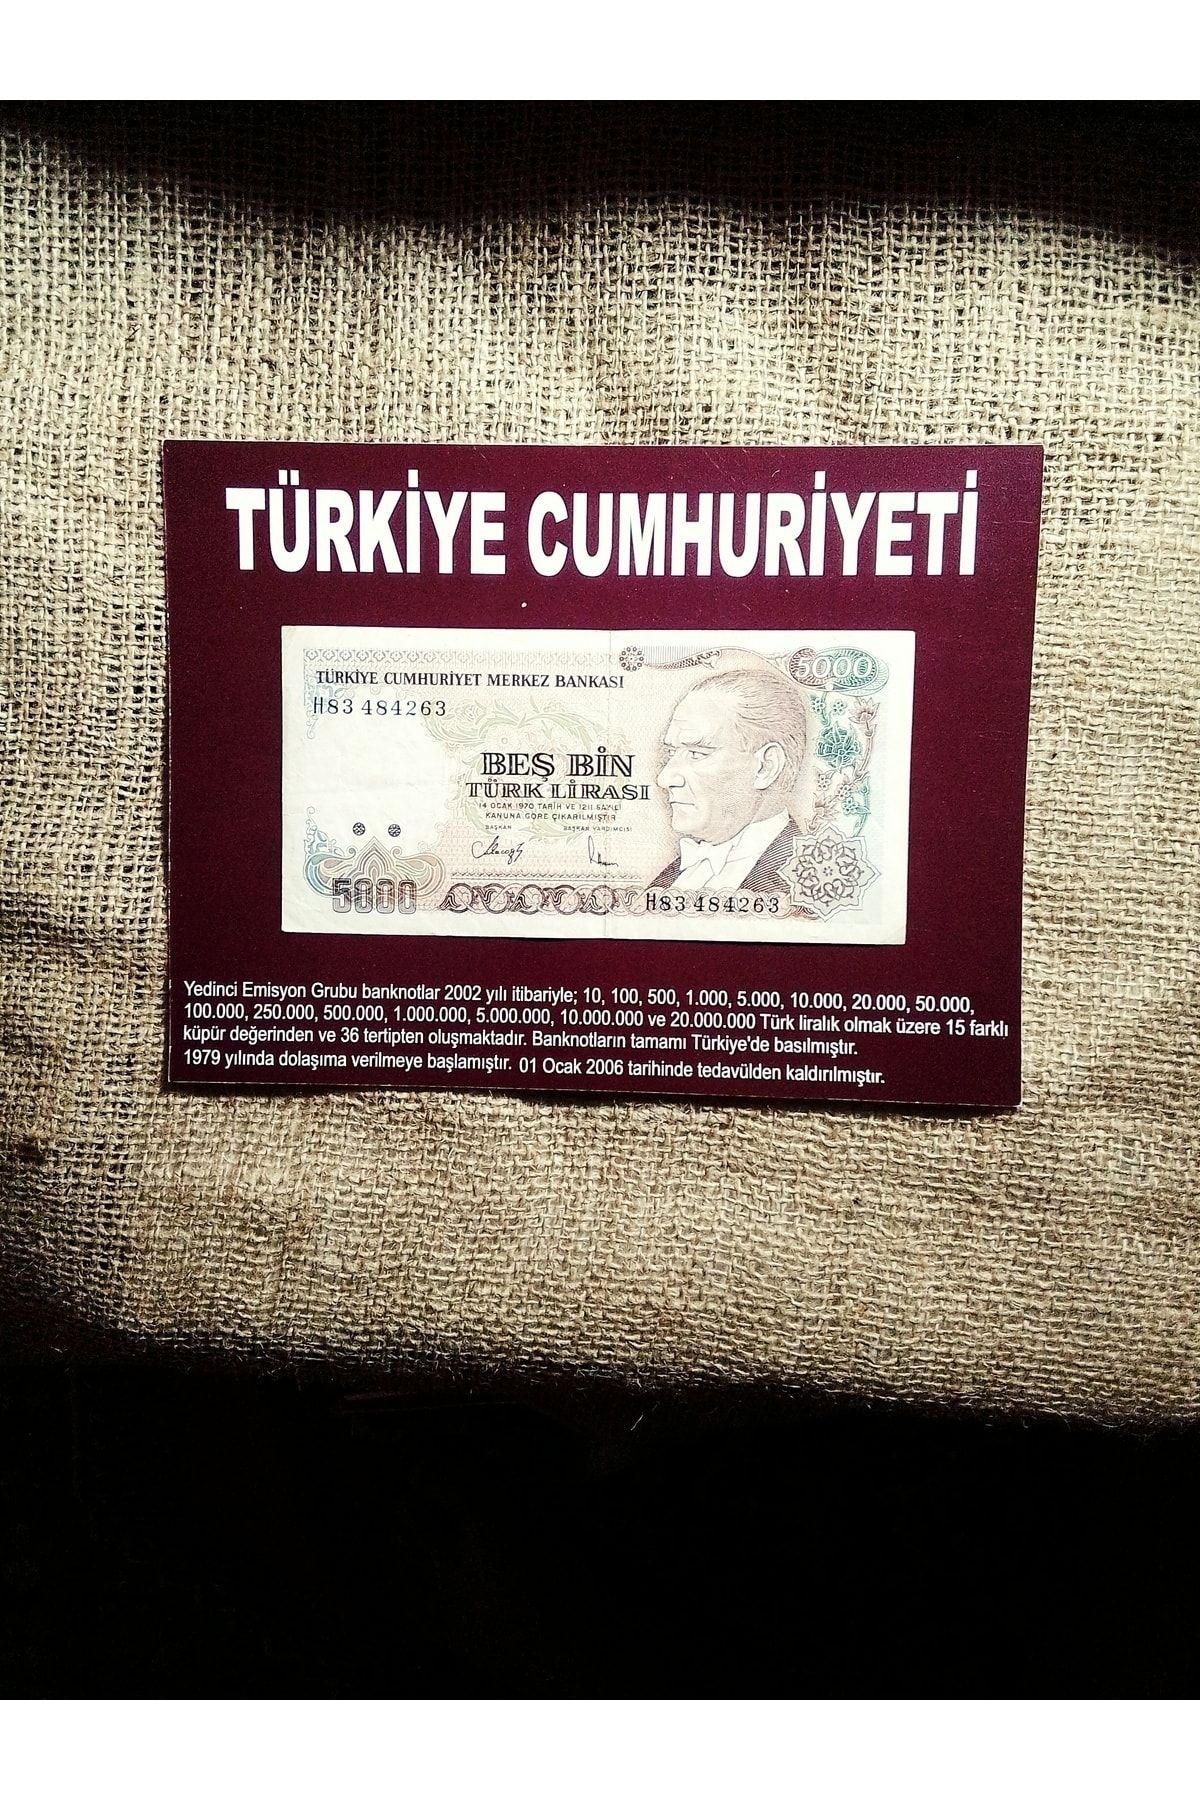 TÜRKİYE CUMHURİYETİ
5000
TÜRKİYE CUMHURİYET MERKEZ BANKASI
H83 484263
BEŞ BİN
TÜRK LİRASI
14 OCAK 1970 TARİH VE 1211 SAYILI
KANUNA GÖRE ÇIKARILMIŞTIR
BAŞKAN BAŞKAN YARDIMCISI
5000
H83 484263
Yedinci Emisyon Grubu banknotlar 2002 yılı itibariyle; 10, 100, 500, 1.000, 5.000, 10.000, 20.000, 50.000,
100.000, 250.000, 500.000, 1.000.000, 5.000.000, 10.000.000 ve 20.000.000 Türk liralık olmak üzere 15 farklı
küpür değerinden ve 36 tertipten oluşmaktadır. Banknotların tamamı Türkiye'de basılmıştır.
1979 yılında dolaşıma verilmeye başlamıştır. 01 Ocak 2006 tarihinde tedavülden kaldırılmıştır.